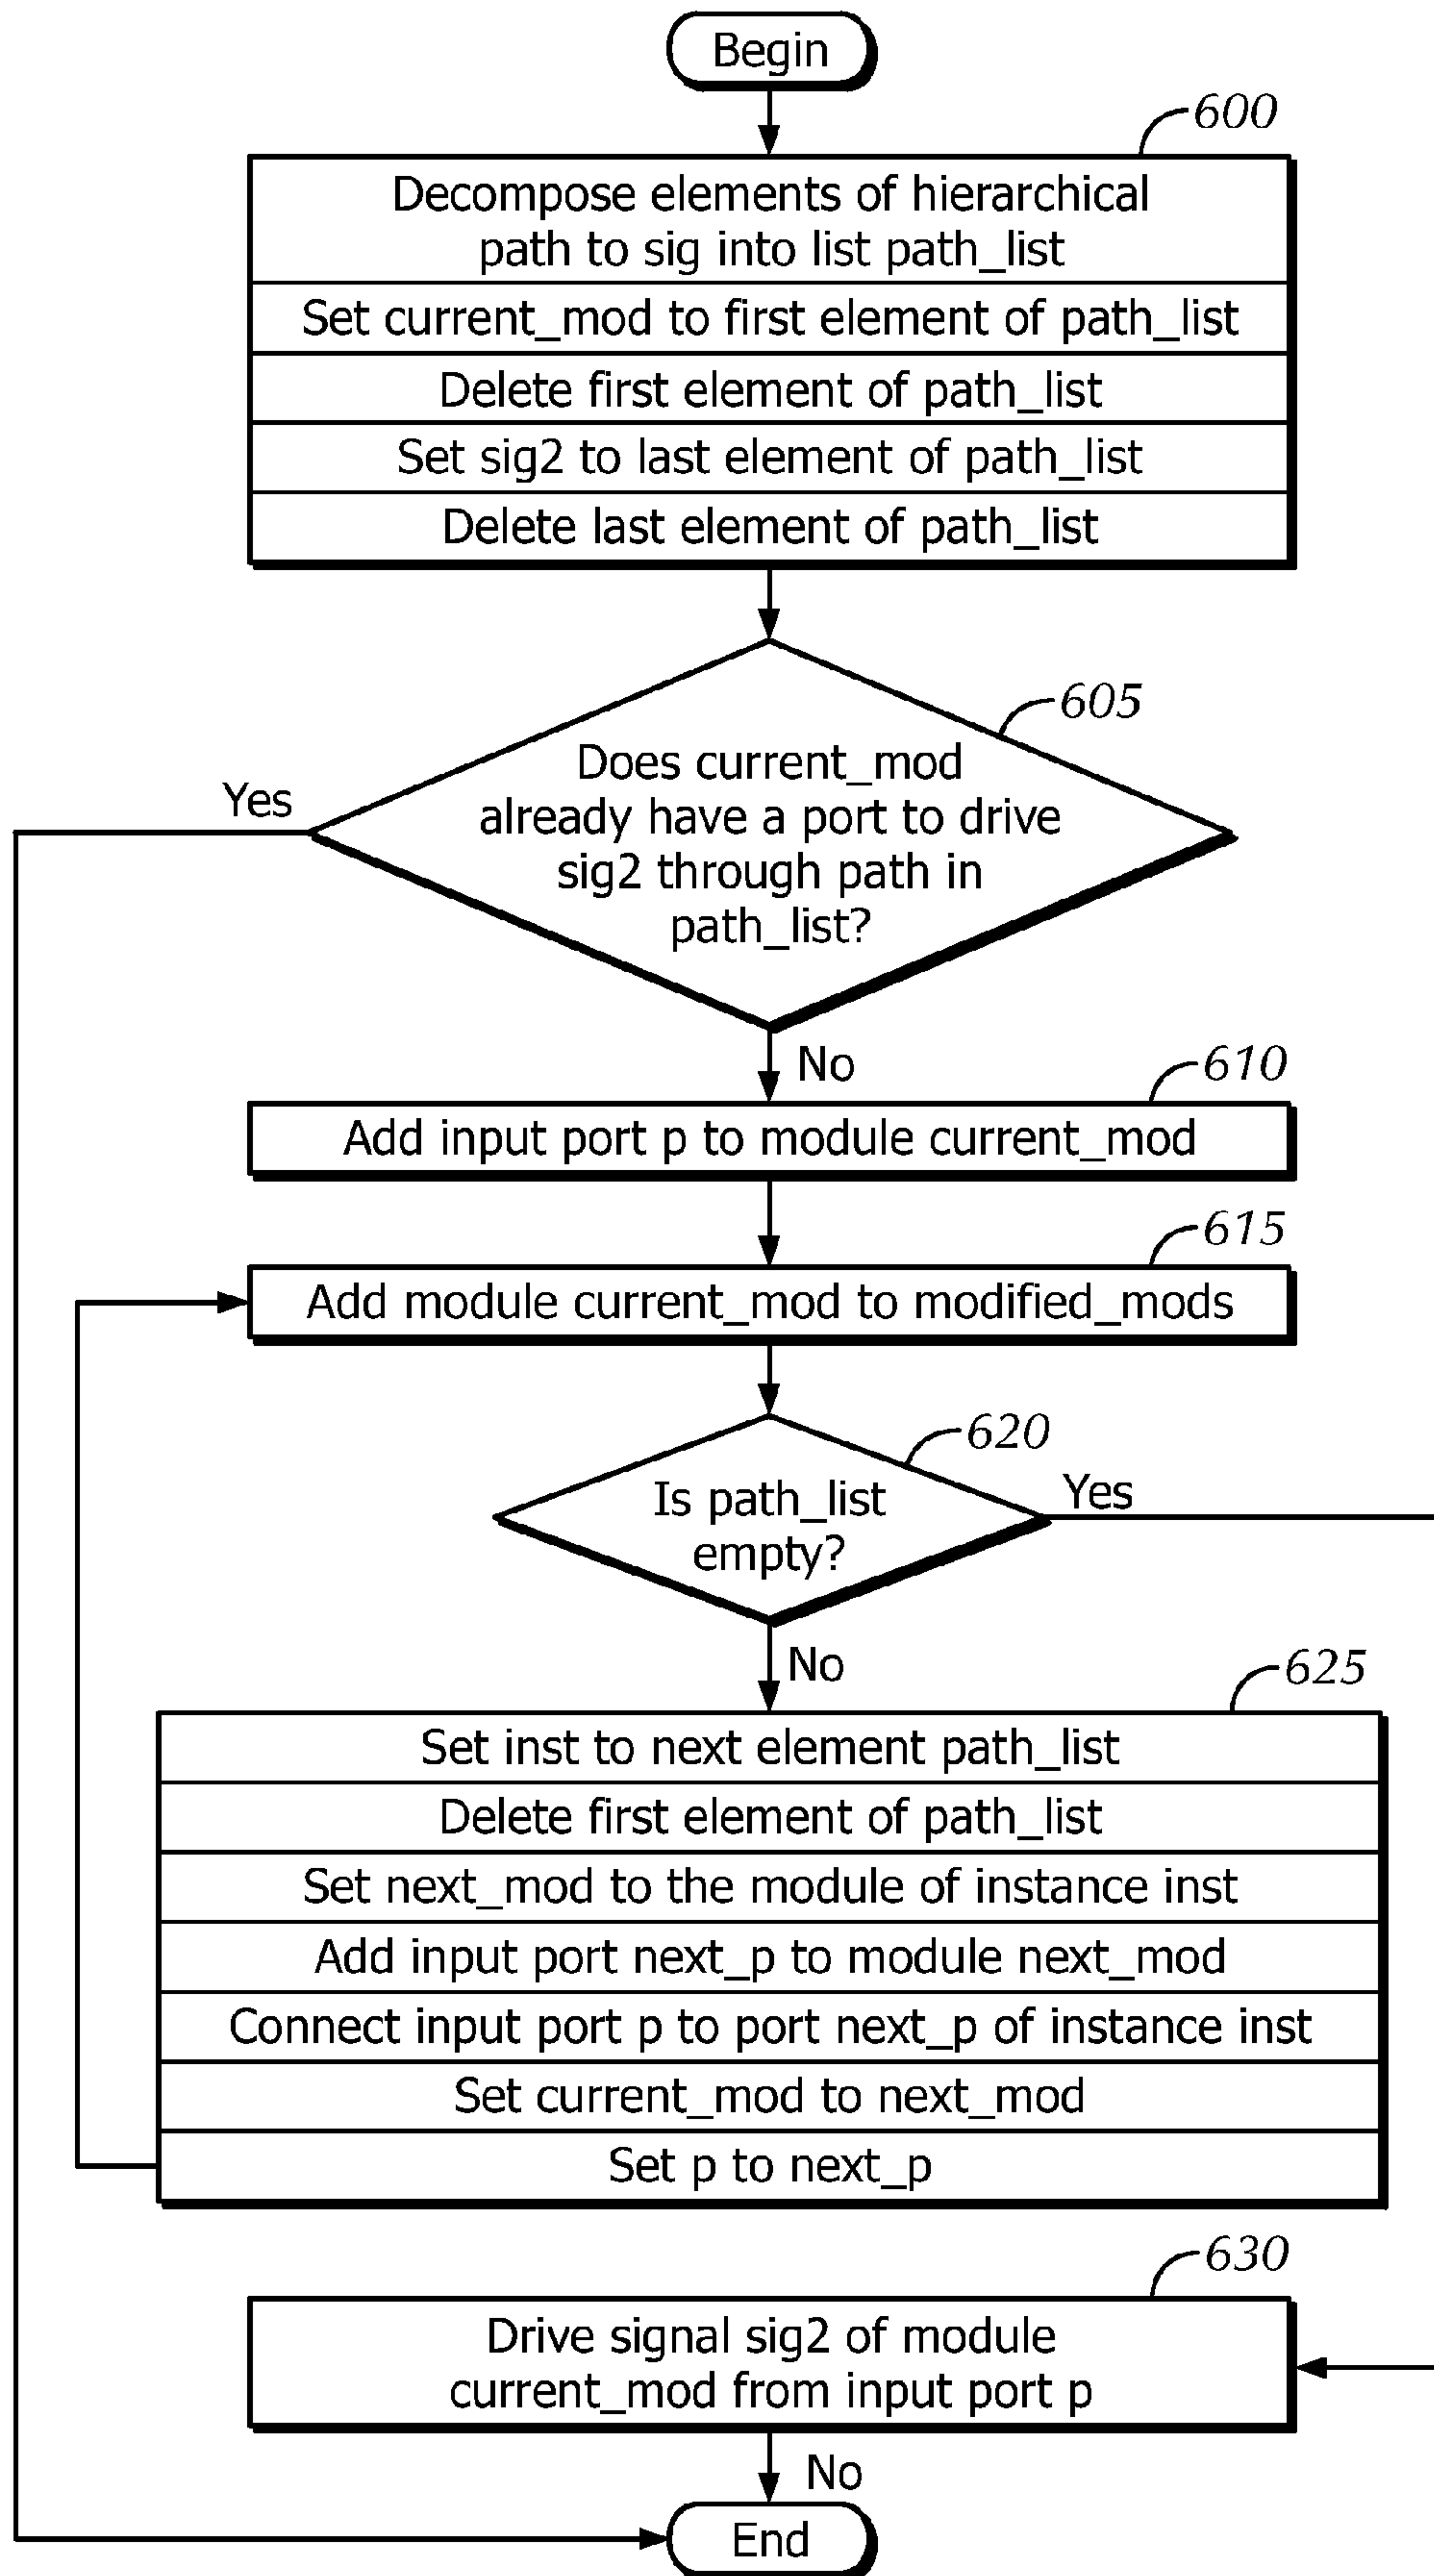 Begin
600
Decompose elements of hierarchical
path to sig into list path_list
Set current_mod to first element of path_list
Delete first element of path_list
Set sig2 to last element of path_list
Delete last element of path_list
605
Does current_mod
already have a port to drive
sig2 through path in
path_list?
Yes
No
610
Add input port p to module current_mod
615
Add module current_mod to modified_mods
620
Is path_list
empty?
Yes
No
625
Set inst to next element path_list
Delete first element of path_list
Set next_mod to the module of instance inst
Add input port next_p to module next_mod
Connect input port p to port next_p of instance inst
Set current_mod to next_mod
Set p to next_p
630
Drive signal sig2 of module
current_mod from input port p
No
End